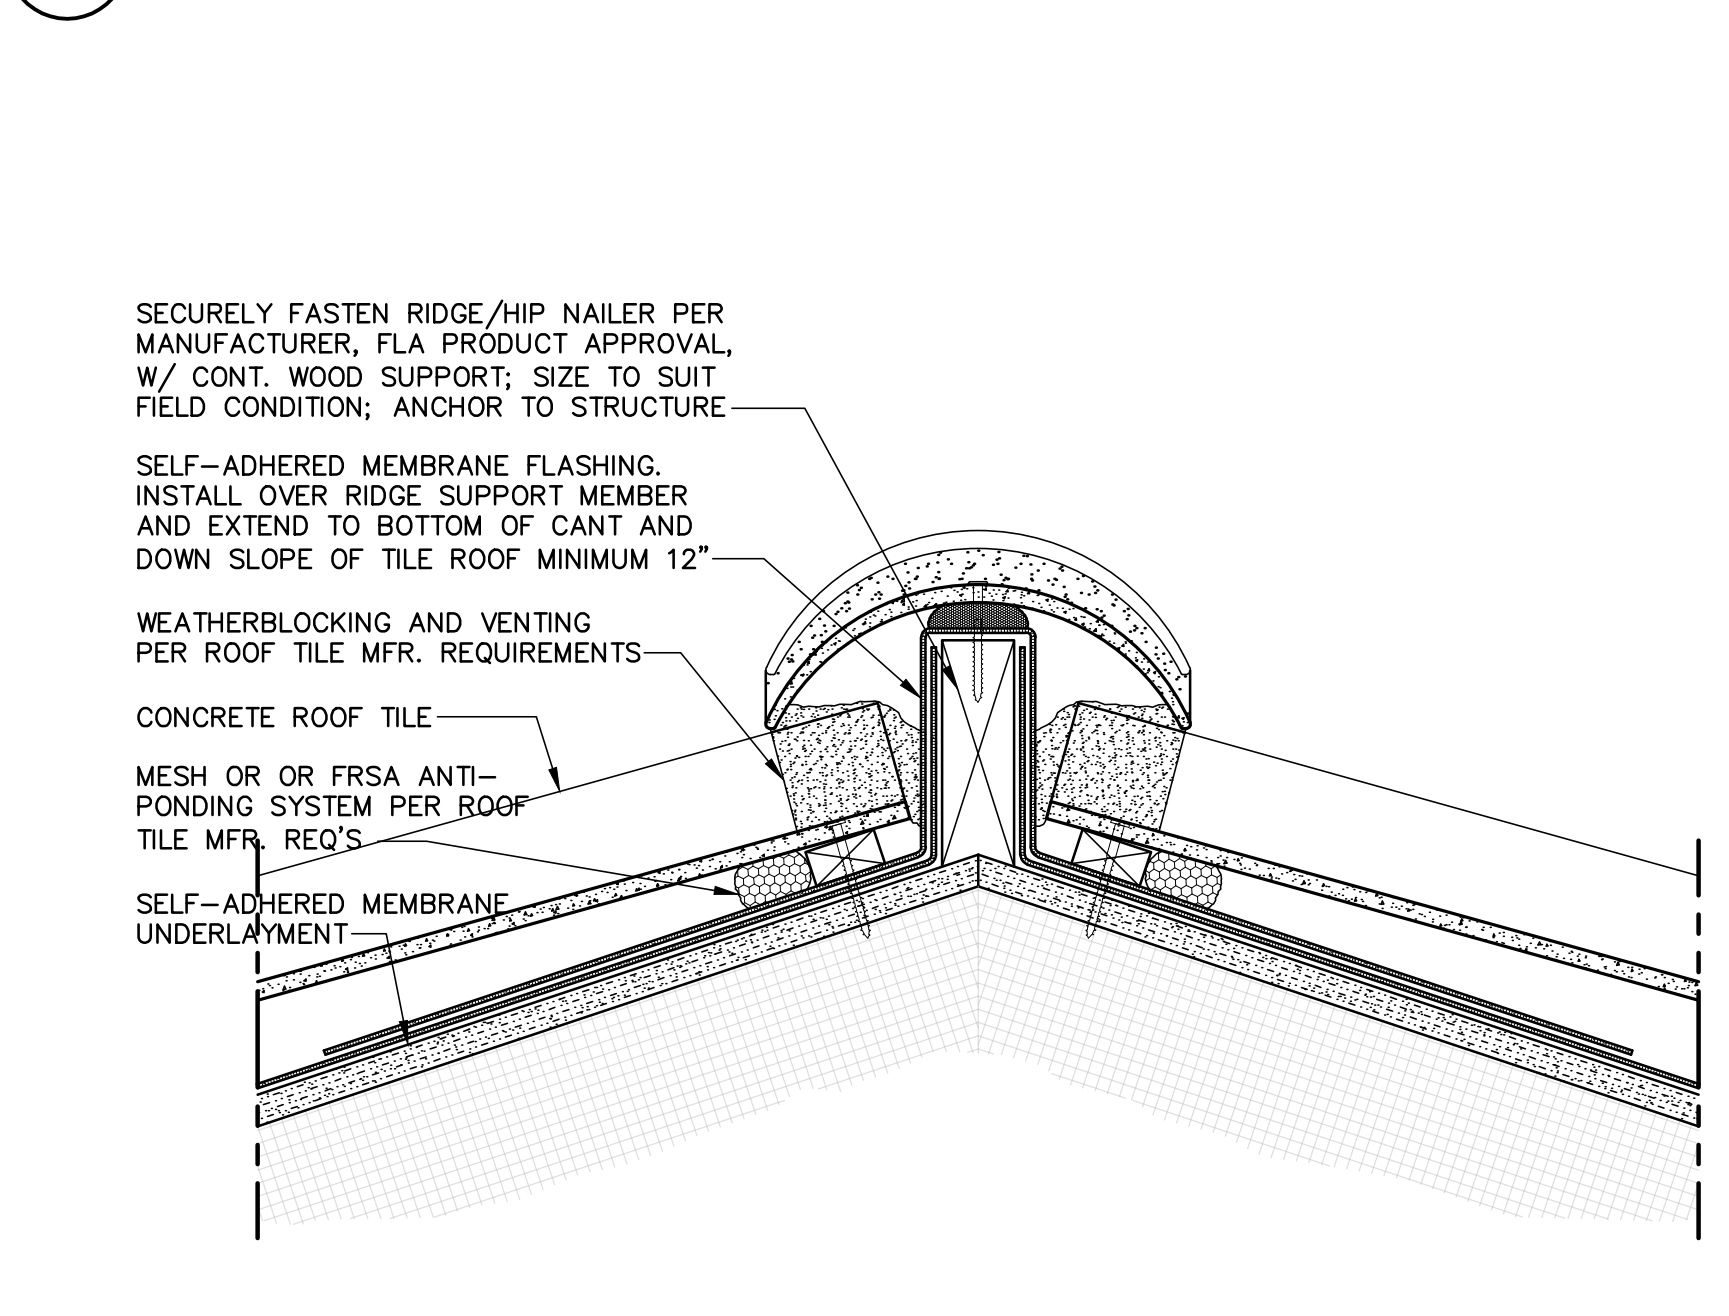 SECURELY FASTEN RIDGE/HIP NAILER PER
MANUFACTURER, FLA PRODUCT APPROVAL,
W/ CONT. WOOD SUPPORT; SIZE TO SUIT
FIELD CONDITION; ANCHOR TO STRUCTURE
SELF-ADHERED MEMBRANE FLASHING.
INSTALL OVER RIDGE SUPPORT MEMBER
AND EXTEND TO BOTTOM OF CANT AND
DOWN SLOPE OF TILE ROOF MINIMUM 12"
WEATHERBLOCKING AND VENTING
PER ROOF TILE MFR. REQUIREMENTS
CONCRETE ROOF TILE
MESH OR OR FRSA ANTI-
PONDING SYSTEM PER ROOF
TILE MFR. REQ'S
SELF-ADHERED MEMBRANE
UNDERLAYMENT